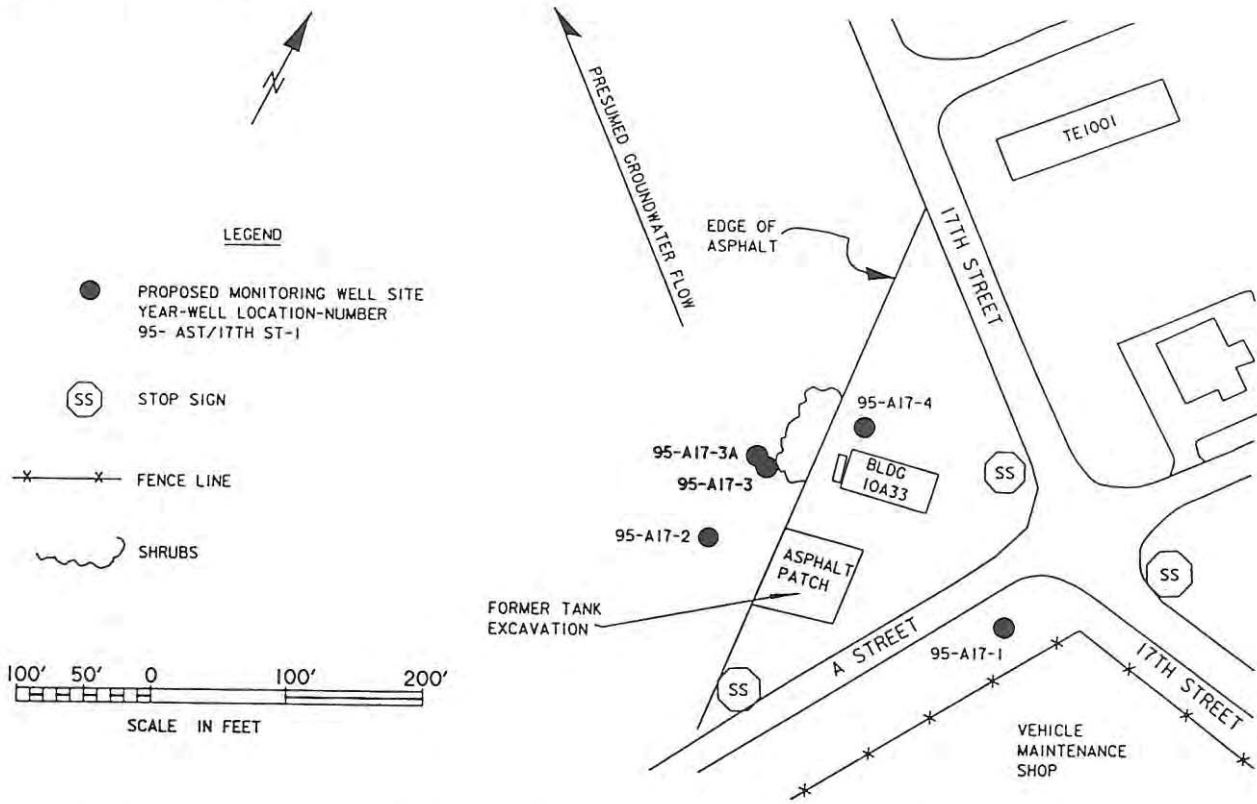 N
PRESUMED GROUNDWATER FLOW
TE1001
LEGEND
EDGE OF
ASPHALT
17TH STREET
PROPOSED MONITORING WELL SITE
YEAR-WELL LOCATION-NUMBER
95- AST/17TH ST-1
SS
STOP SIGN
95-A17-4
95-A17-3A
95-A17-3
BLDG
10A33
SS
FENCE LINE
95-A17-2
SHRUBS
ASPHALT
PATCH
SS
FORMER TANK
EXCAVATION
A STREET
95-A17-1
17TH STREET
SS
100' 50' 0 100' 200'
SCALE IN FEET
VEHICLE
MAINTENANCE
SHOP